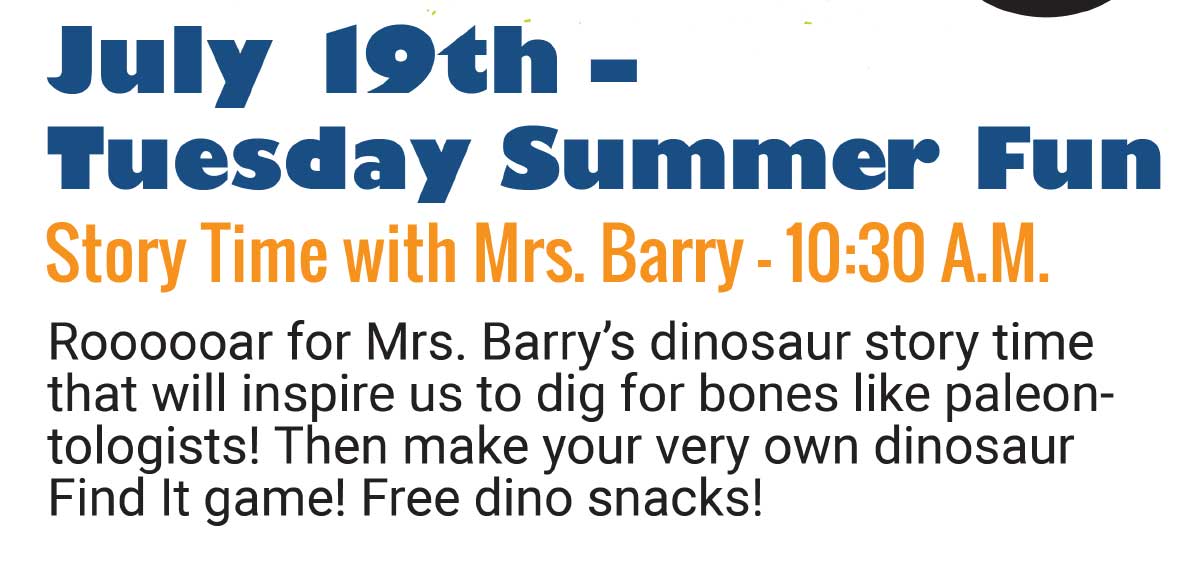 July 19th –
Tuesday Summer Fun
Story Time with Mrs. Barry - 10:30 A.M.
Roooooar for Mrs. Barry’s dinosaur story time
that will inspire us to dig for bones like paleon-
tologists! Then make your very own dinosaur
Find It game! Free dino snacks!